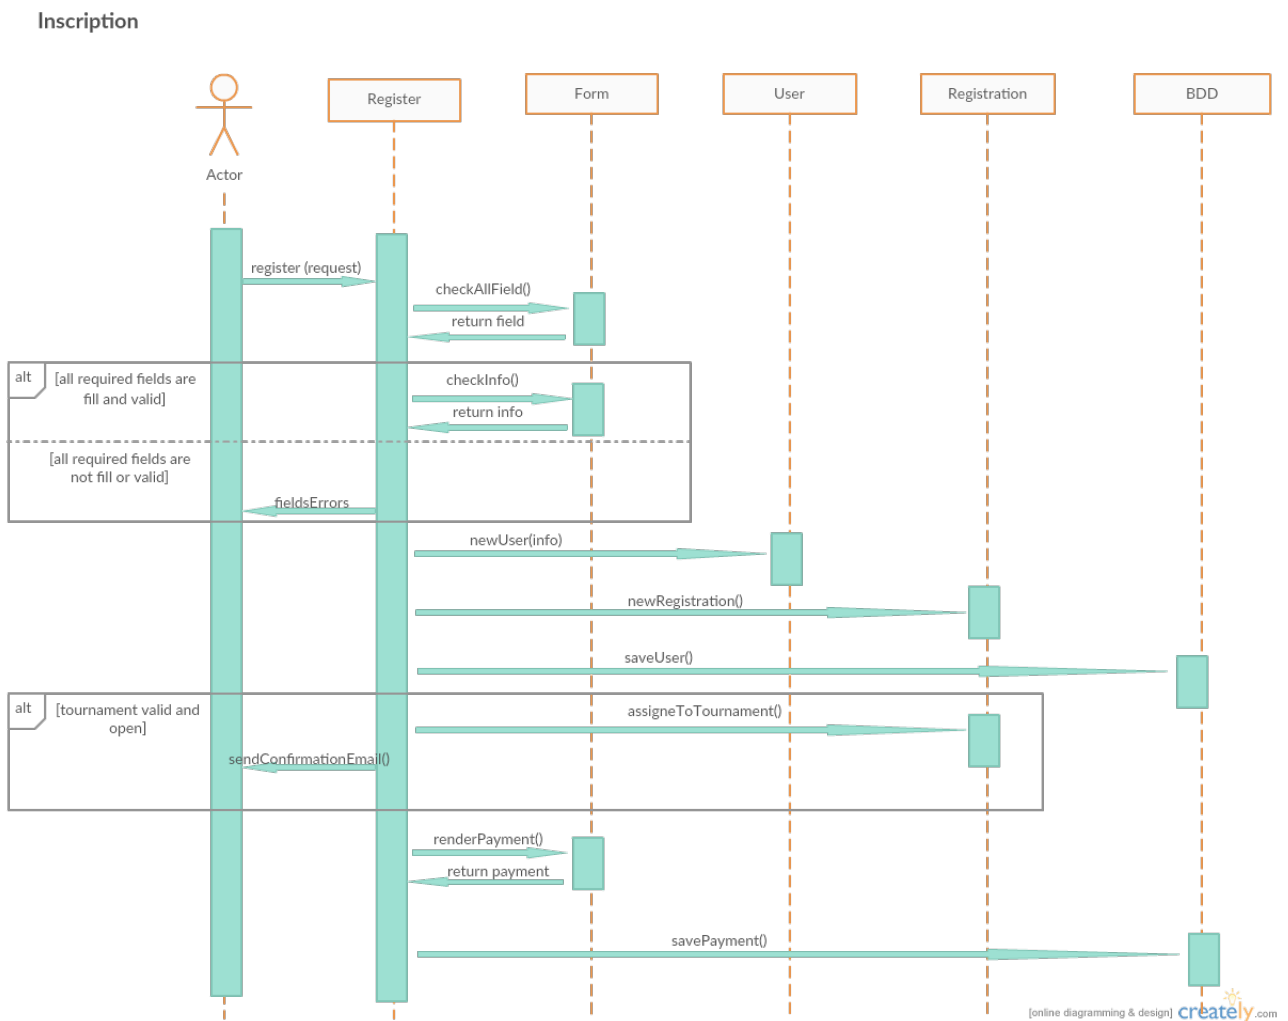 Inscription
Actor
Register
Form
User
Registration
BDD
register (request)
checkAllField()
return field
alt
[all required fields are
fill and valid]
checkInfo()
return info
[all required fields are
not fill or valid]
fieldsErrors
newUser(info)
newRegistration()
saveUser()
alt
[tournament valid and
open]
assigneToTournament()
sendConfirmationEmail()
renderPayment()
return payment
savePayment()
[online diagramming & design] creately.com